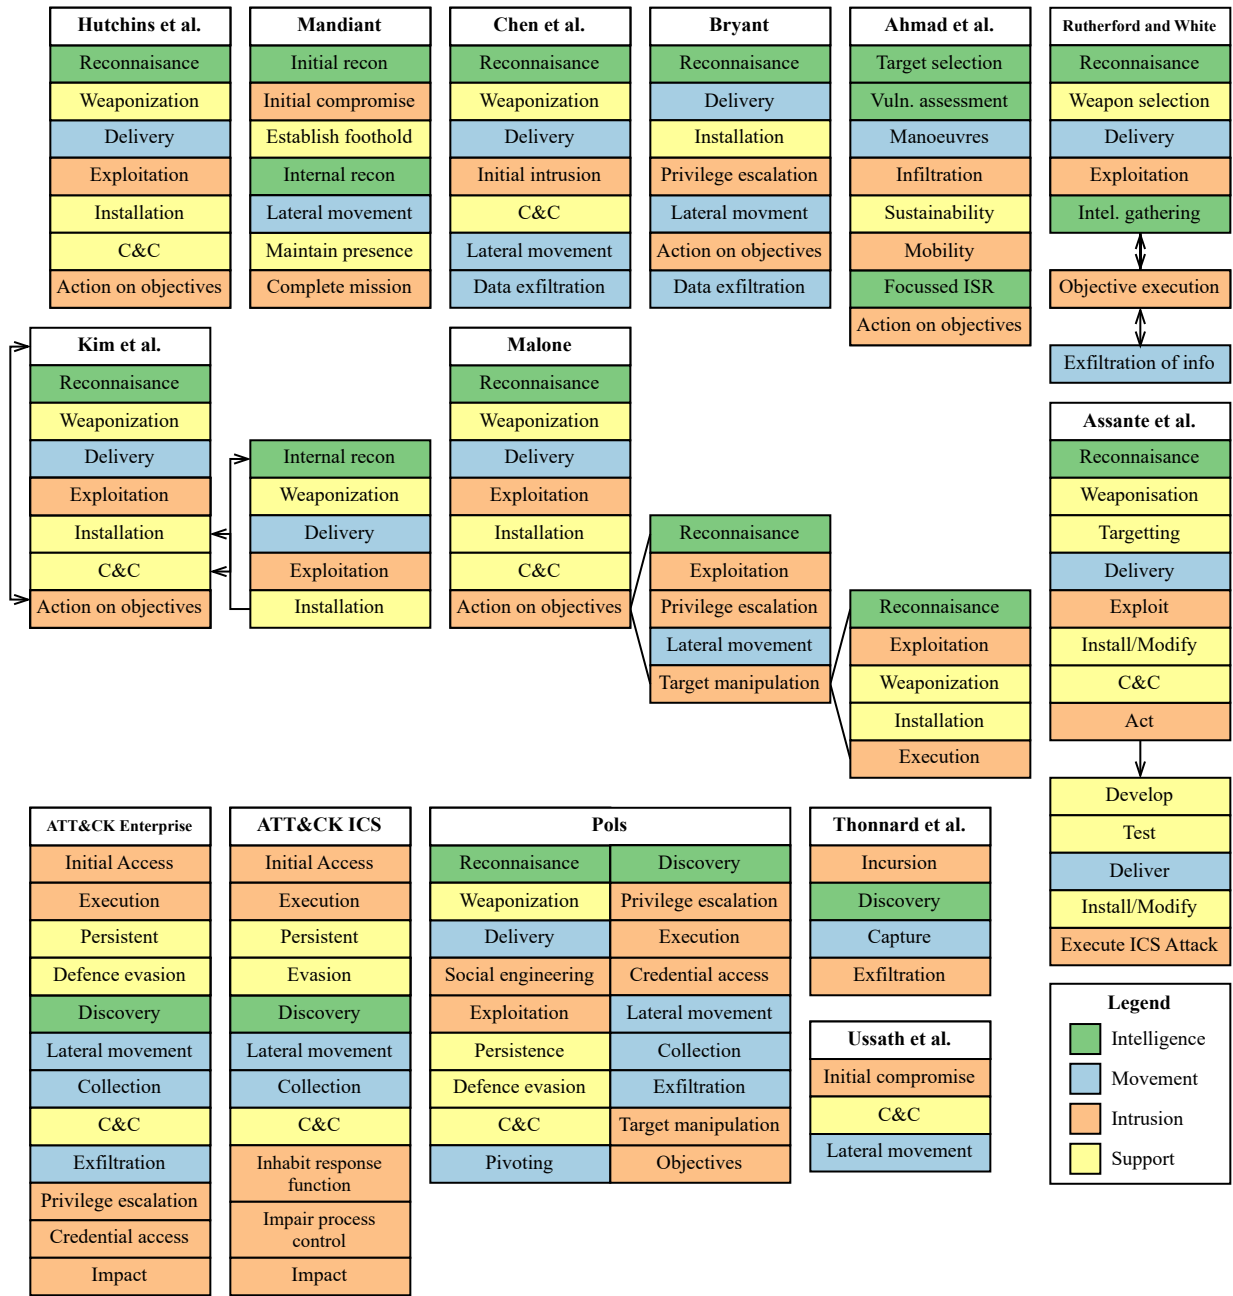 Hutchins et al.
Reconnaisance
Weaponization
Delivery
Exploitation
Installation
C&C
Action on objectives
Mandiant
Initial recon
Initial compromise
Establish foothold
Internal recon
Lateral movement
Maintain presence
Complete mission
Chen et al.
Reconnaisance
Weaponization
Delivery
Initial intrusion
C&C
Lateral movement
Data exfiltration
Bryant
Reconnaisance
Delivery
Installation
Privilege escalation
Lateral movment
Action on objectives
Data exfiltration
Ahmad et al.
Target selection
Vuln. assessment
Manoeuvres
Infiltration
Sustainability
Mobility
Focussed ISR
Action on objectives
Rutherford and White
Reconnaisance
Weapon selection
Delivery
Exploitation
Intel. gathering
Objective execution
Exfiltration of info
Kim et al.
Reconnaisance
Weaponization
Delivery
Exploitation
Installation
C&C
Action on objectives
Internal recon
Weaponization
Delivery
Exploitation
Installation
Malone
Reconnaisance
Weaponization
Delivery
Exploitation
Installation
C&C
Action on objectives
Reconnaisance
Exploitation
Privilege escalation
Lateral movement
Target manipulation
Reconnaisance
Exploitation
Weaponization
Installation
Execution
Assante et al.
Reconnaisance
Weaponisation
Targetting
Delivery
Exploit
Install/Modify
C&C
Act
Develop
Test
Deliver
Install/Modify
Execute ICS Attack
ATT&CK Enterprise
Initial Access
Execution
Persistent
Defence evasion
Discovery
Lateral movement
Collection
C&C
Exfiltration
Privilege escalation
Credential access
Impact
ATT&CK ICS
Initial Access
Execution
Persistent
Evasion
Discovery
Lateral movement
Collection
C&C
Inhabit response
function
Impair process
control
Impact
Pols
Reconnaisance
Weaponization
Delivery
Social engineering
Exploitation
Persistence
Defence evasion
C&C
Pivoting
Discovery
Privilege escalation
Execution
Credential access
Lateral movement
Collection
Exfiltration
Target manipulation
Objectives
Thonnard et al.
Incursion
Discovery
Capture
Exfiltration
Ussath et al.
Initial compromise
C&C
Lateral movement
Legend
Intelligence
Movement
Intrusion
Support